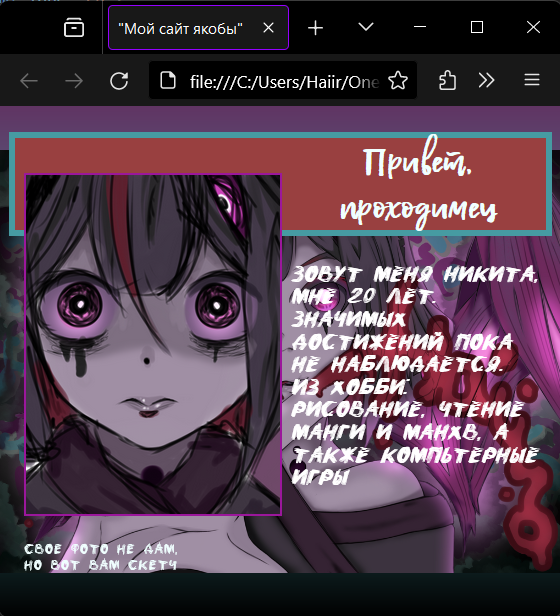 "Мой сайт якобы"
file:///C:/Users/Haiir/One
Привет,
проходимец
ЗОВУТ МЕНЯ НИКИТА,
МНЕ 20 ЛЕТ.
ЗНАЧИМЫХ
ДОСТИЖЕНИЙ ПОКА
НЕ НАБЛЮДАЕТСЯ.
ИЗ ХОББИ:
РИСОВАНИЕ, ЧТЕНИЕ
МАНГИ И МАНХВ, А
ТАКЖЕ КОМПЬТЕРНЫЕ
ИГРЫ
СВОЕ ФОТО НЕ ДАМ,
НО ВОТ ВАМ СКЕТЧ